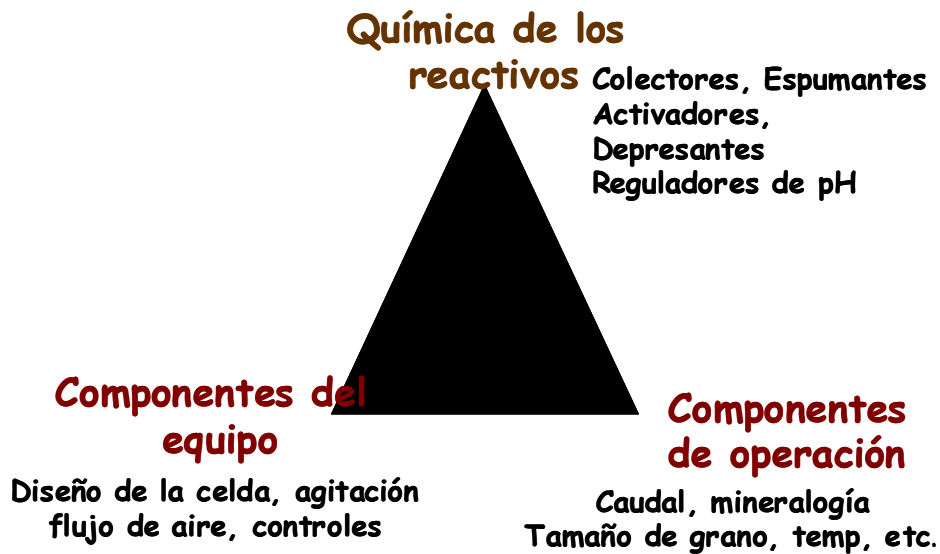 Química de los
reactivos
Colectores, Espumantes
Activadores,
Depresantes
Reguladores de pH
Componentes del
equipo
Diseño de la celda, agitación
flujo de aire, controles
Componentes
de operación
Caudal, mineralogía
Tamaño de grano, temp, etc.